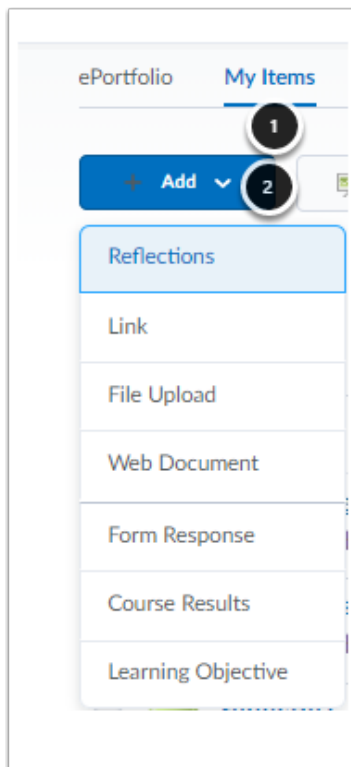 ePortfolio My Items
1
Add 2
Reflections
Link
File Upload
Web Document
Form Response
Course Results
Learning Objective